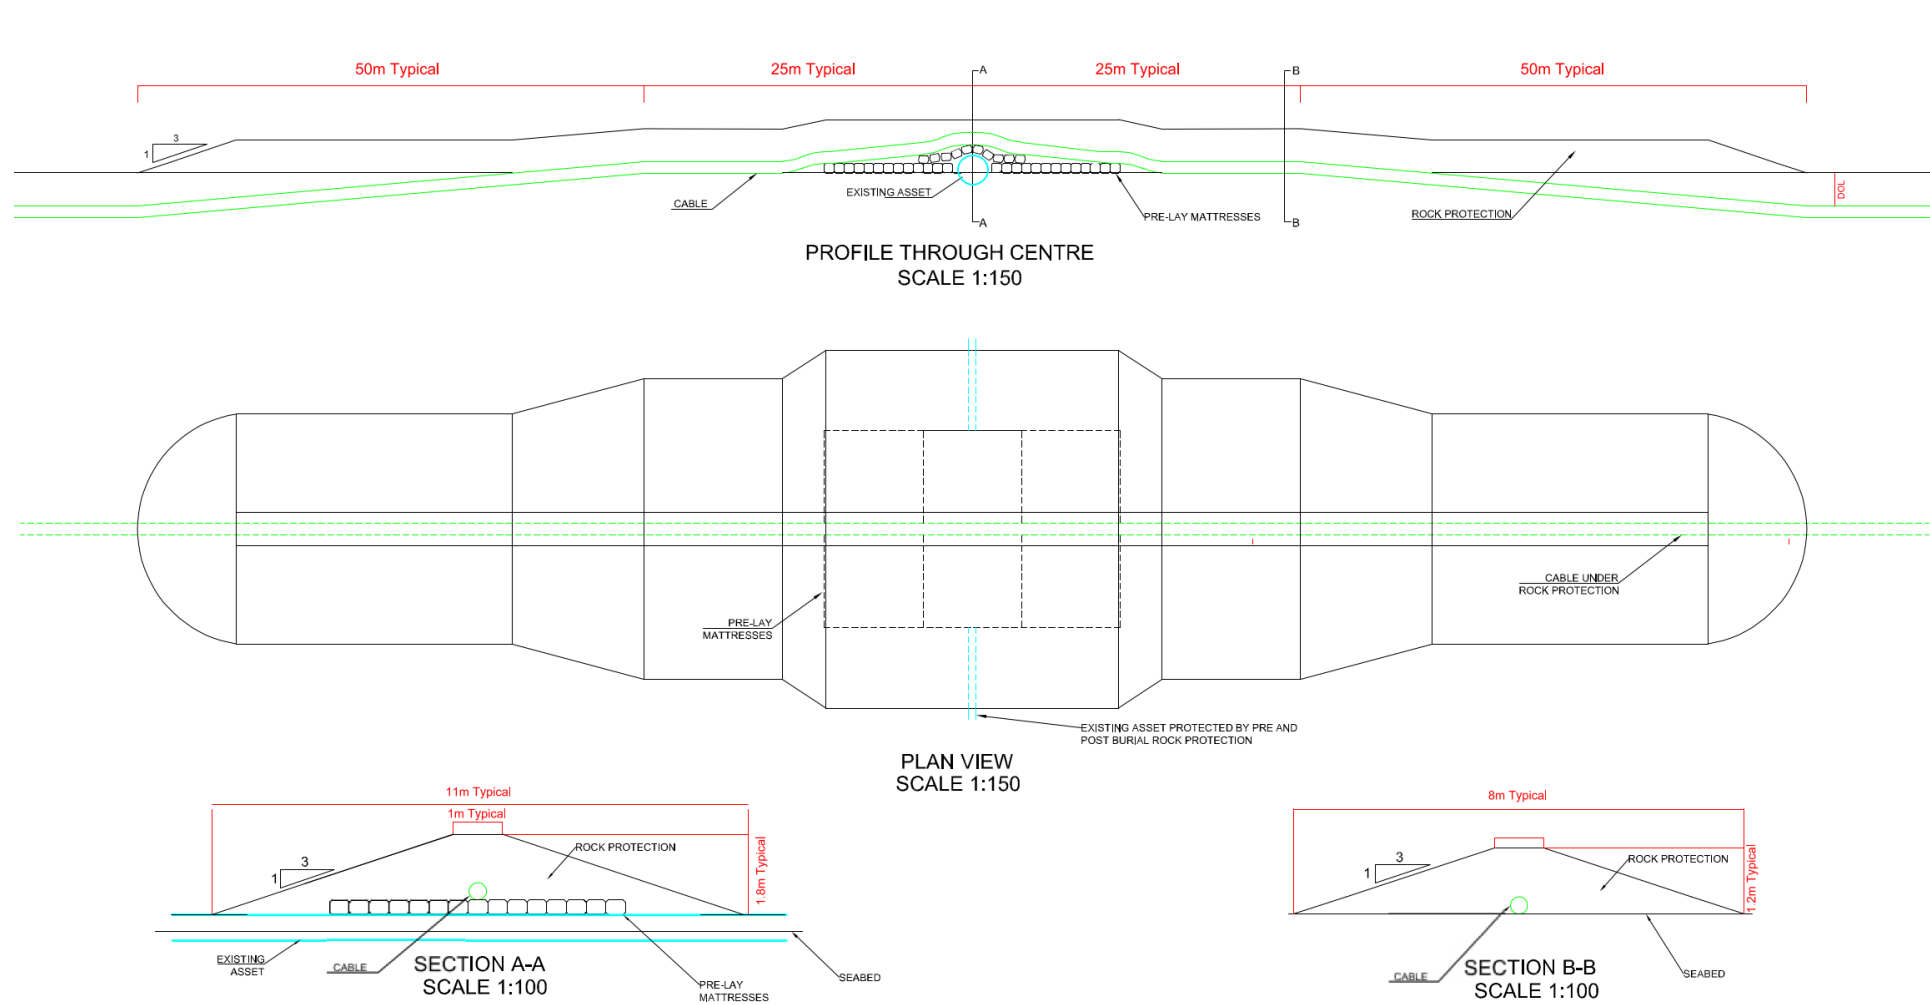 50m Typical
25m Typical
A
25m Typical
B
50m Typical
3
1
EXISTING ASSET
CABLE
A
PRE-LAY MATTRESSES
B
ROCK PROTECTION
DOL
PROFILE THROUGH CENTRE
SCALE 1:150
CABLE UNDER
ROCK PROTECTION
PRE-LAY
MATTRESSES
EXISTING ASSET PROTECTED BY PRE AND
POST BURIAL ROCK PROTECTION
PLAN VIEW
SCALE 1:150
11m Typical
1m Typical
ROCK PROTECTION
3
1
1.8m Typical
EXISTING
ASSET
CABLE
SECTION A-A
SCALE 1:100
PRE-LAY
MATTRESSES
SEABED
8m Typical
3
1
ROCK PROTECTION
1.2m Typical
CABLE
SECTION B-B
SCALE 1:100
SEABED